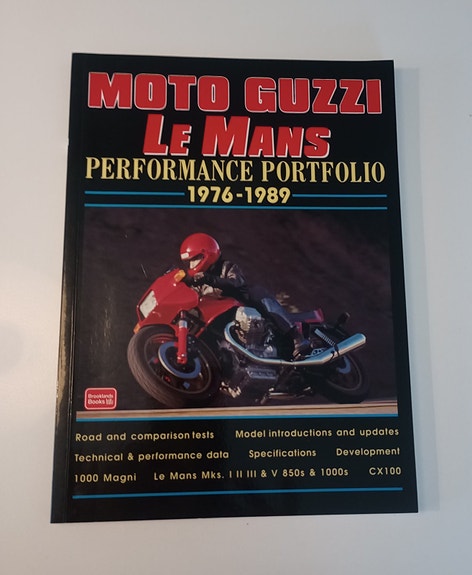 MOTO GUZZI
LE MANS
PERFORMANCE PORTFOLIO
1976-1989
Brooklands
Books
Road and comparison tests Model introductions and updates
Technical & performance data Specifications Development
1000 Magni Le Mans Mks. I II III & V 850s & 1000s CX100